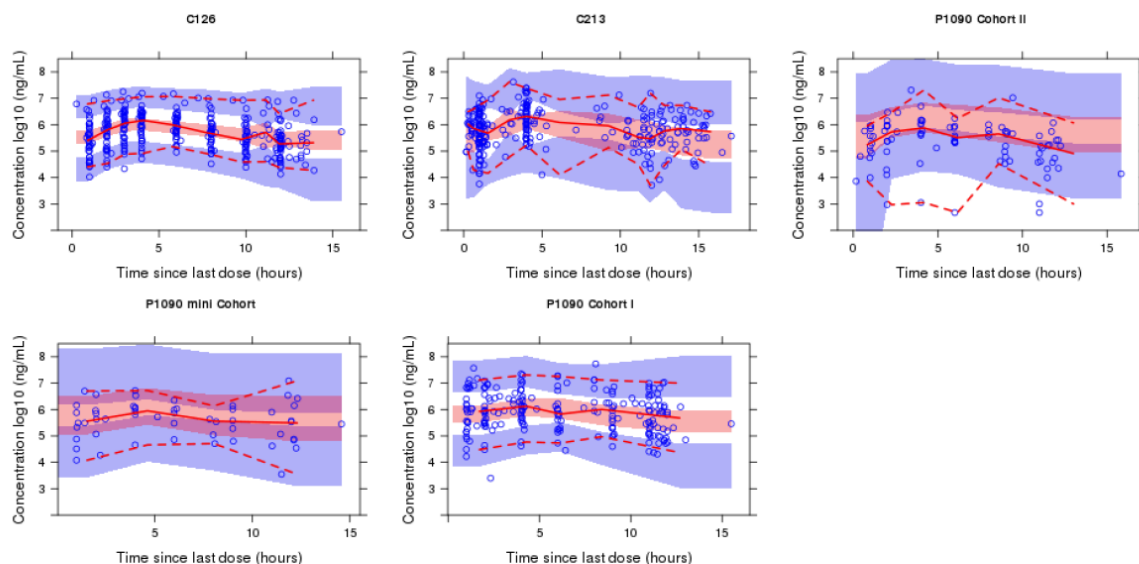 C126
C213
P1090 Cohort II
Concentration log10 (ng/mL)
8
7
6
5
4
3
0 5 10 15
Time since last dose (hours)
Concentration log10 (ng/mL)
8
7
6
5
4
3
0 5 10 15
Time since last dose (hours)
Concentration log10 (ng/mL)
8
7
6
5
4
3
0 5 10 15
Time since last dose (hours)
P1090 mini Cohort
P1090 Cohort I
Concentration log10 (ng/mL)
8
7
6
5
4
3
0 5 10 15
Time since last dose (hours)
Concentration log10 (ng/mL)
8
7
6
5
4
3
5 10 15
Time since last dose (hours)